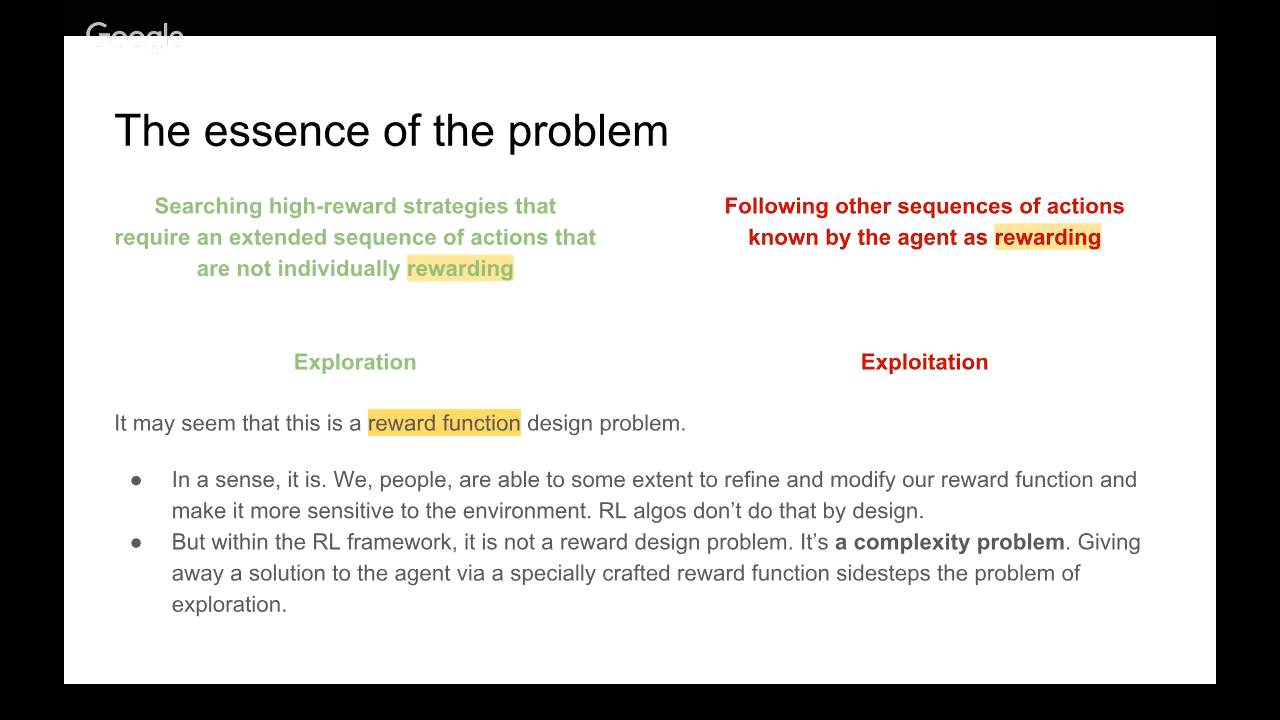 Google
The essence of the problem
Searching high-reward strategies that
require an extended sequence of actions that
are not individually rewarding
Following other sequences of actions
known by the agent as rewarding
Exploration
Exploitation
It may seem that this is a reward function design problem.
● In a sense, it is. We, people, are able to some extent to refine and modify our reward function and
make it more sensitive to the environment. RL algos don’t do that by design.
● But within the RL framework, it is not a reward design problem. It’s a complexity problem. Giving
away a solution to the agent via a specially crafted reward function sidesteps the problem of
exploration.